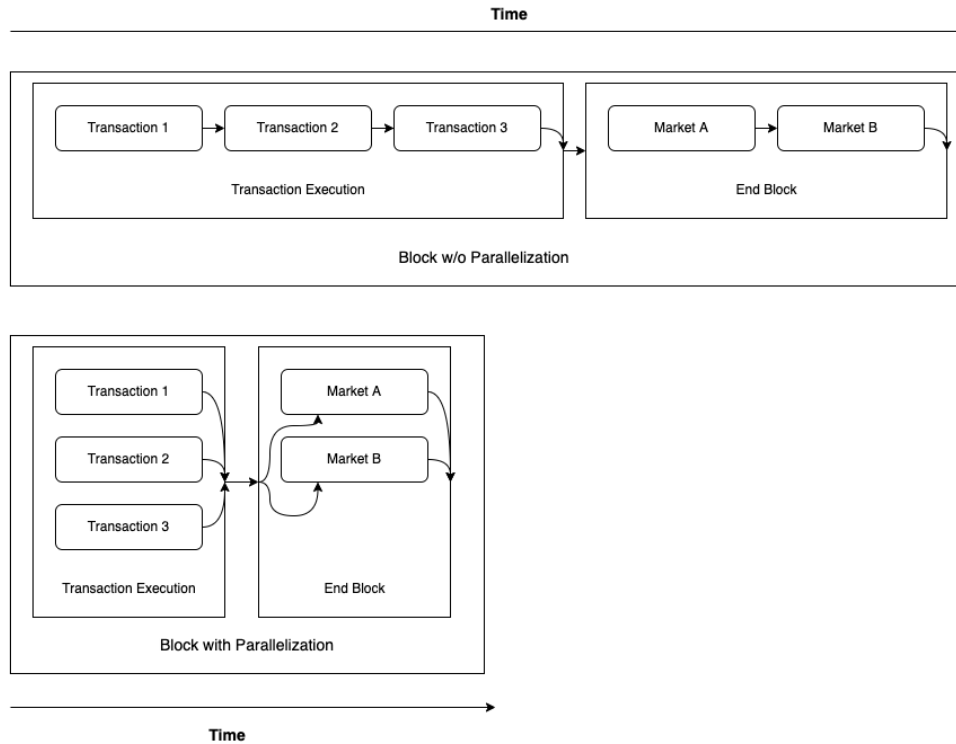 Time
Transaction 1
Transaction 2
Transaction 3
Market A
Market B
Transaction Execution
End Block
Block w/o Parallelization
Transaction 1
Market A
Transaction 2
Market B
Transaction 3
Transaction Execution
End Block
Block with Parallelization
Time